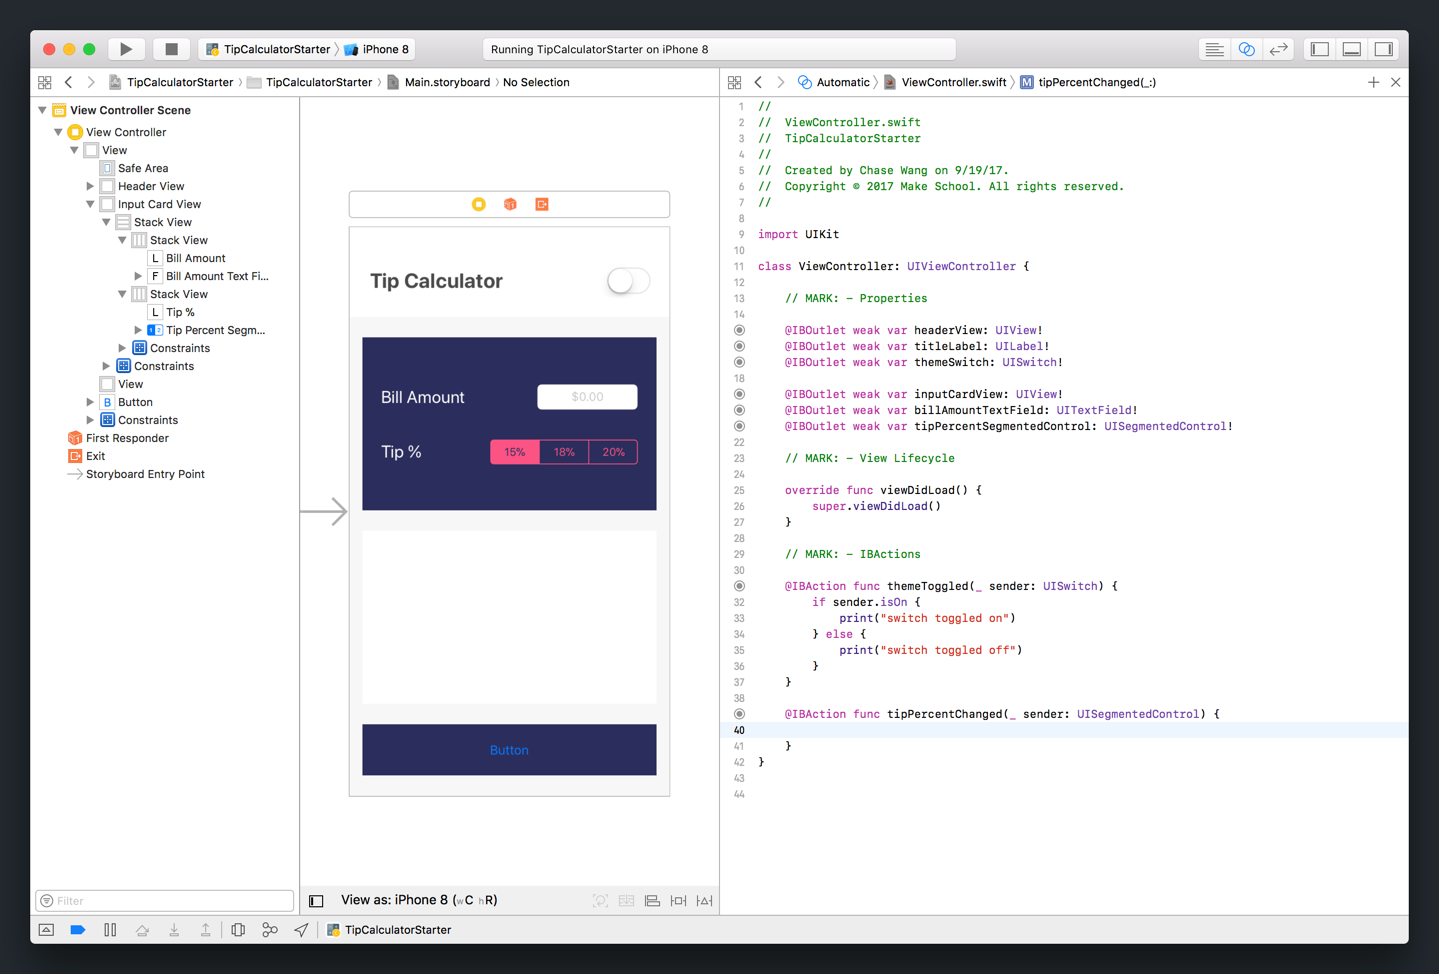 TipCalculatorStarter iPhone 8
Running TipCalculatorStarter on iPhone 8
TipCalculatorStarter TipCalculatorStarter Main.storyboard No Selection
Automatic ViewController.swift M tipPercentChanged(_:)
View Controller Scene
View Controller
View
Safe Area
Header View
Input Card View
Stack View
Stack View
L Bill Amount
F Bill Amount Text Fi...
Stack View
L Tip %
1 2 Tip Percent Segm...
Constraints
Constraints
View
B Button
Constraints
First Responder
Exit
Storyboard Entry Point
Filter
Tip Calculator
Bill Amount
$0.00
Tip %
15% 18% 20%
Button
View as: iPhone 8 (wC hR)
1 //
2 // ViewController.swift
3 // TipCalculatorStarter
4 //
5 // Created by Chase Wang on 9/19/17.
6 // Copyright © 2017 Make School. All rights reserved.
7 //
8
9 import UIKit
10
11 class ViewController: UIViewController {
12
13 // MARK: - Properties
14
@IBOutlet weak var headerView: UIView!
@IBOutlet weak var titleLabel: UILabel!
@IBOutlet weak var themeSwitch: UISwitch!
18
@IBOutlet weak var inputCardView: UIView!
@IBOutlet weak var billAmountTextField: UITextField!
@IBOutlet weak var tipPercentSegmentedControl: UISegmentedControl!
22
23 // MARK: - View Lifecycle
24
25 override func viewDidLoad() {
26 super.viewDidLoad()
27 }
28
29 // MARK: - IBActions
30
@IBAction func themeToggled(_ sender: UISwitch) {
32 if sender.isOn {
33 print("switch toggled on")
34 } else {
35 print("switch toggled off")
36 }
37 }
38
@IBAction func tipPercentChanged(_ sender: UISegmentedControl) {
40
41 }
42 }
43
44
TipCalculatorStarter